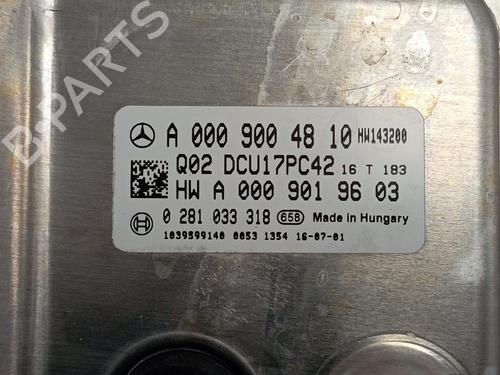 A 000 900 48 10 HW143200
Q02 DCU17PC42 16 T 183
HW A 000 901 96 03
0 281 033 318 658 Made in Hungary
1039S99140 0053 1354 16-07-01
B-PARTS